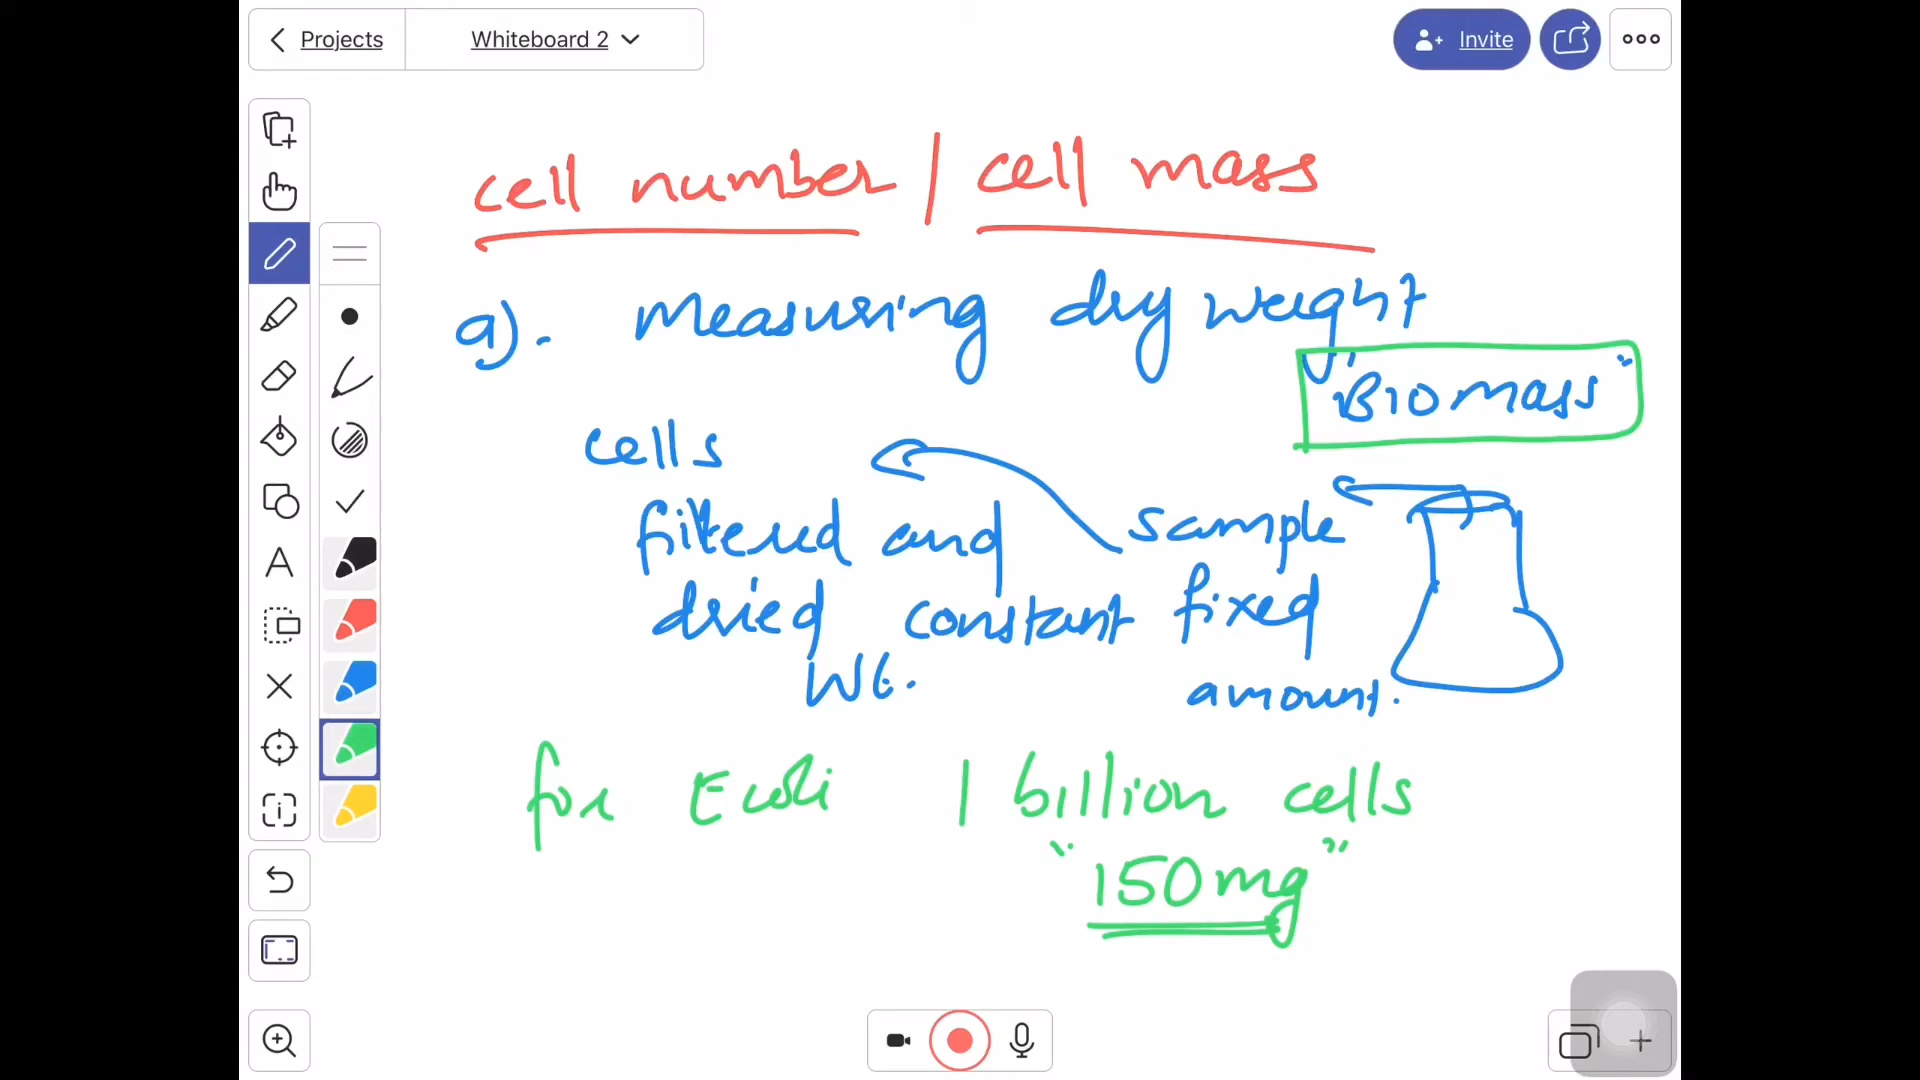 Projects
Whiteboard 2
Invite
cell number / cell mass
a). measuring dry weight
"Biomass"
cells
filtered and
dried constant
wt.
sample
fixed
amount.
for Ecoli 1 billion cells
"150mg"